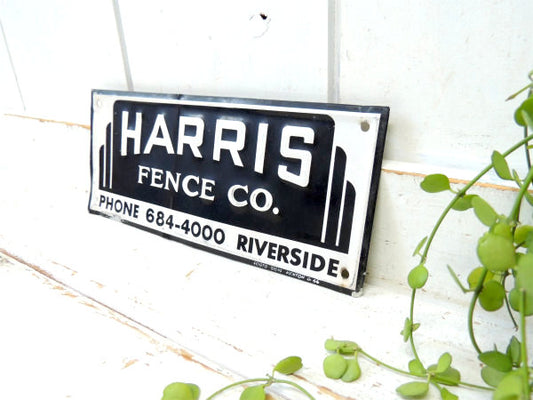 HARRIS
FENCE CO.
PHONE 684-4000 RIVERSIDE